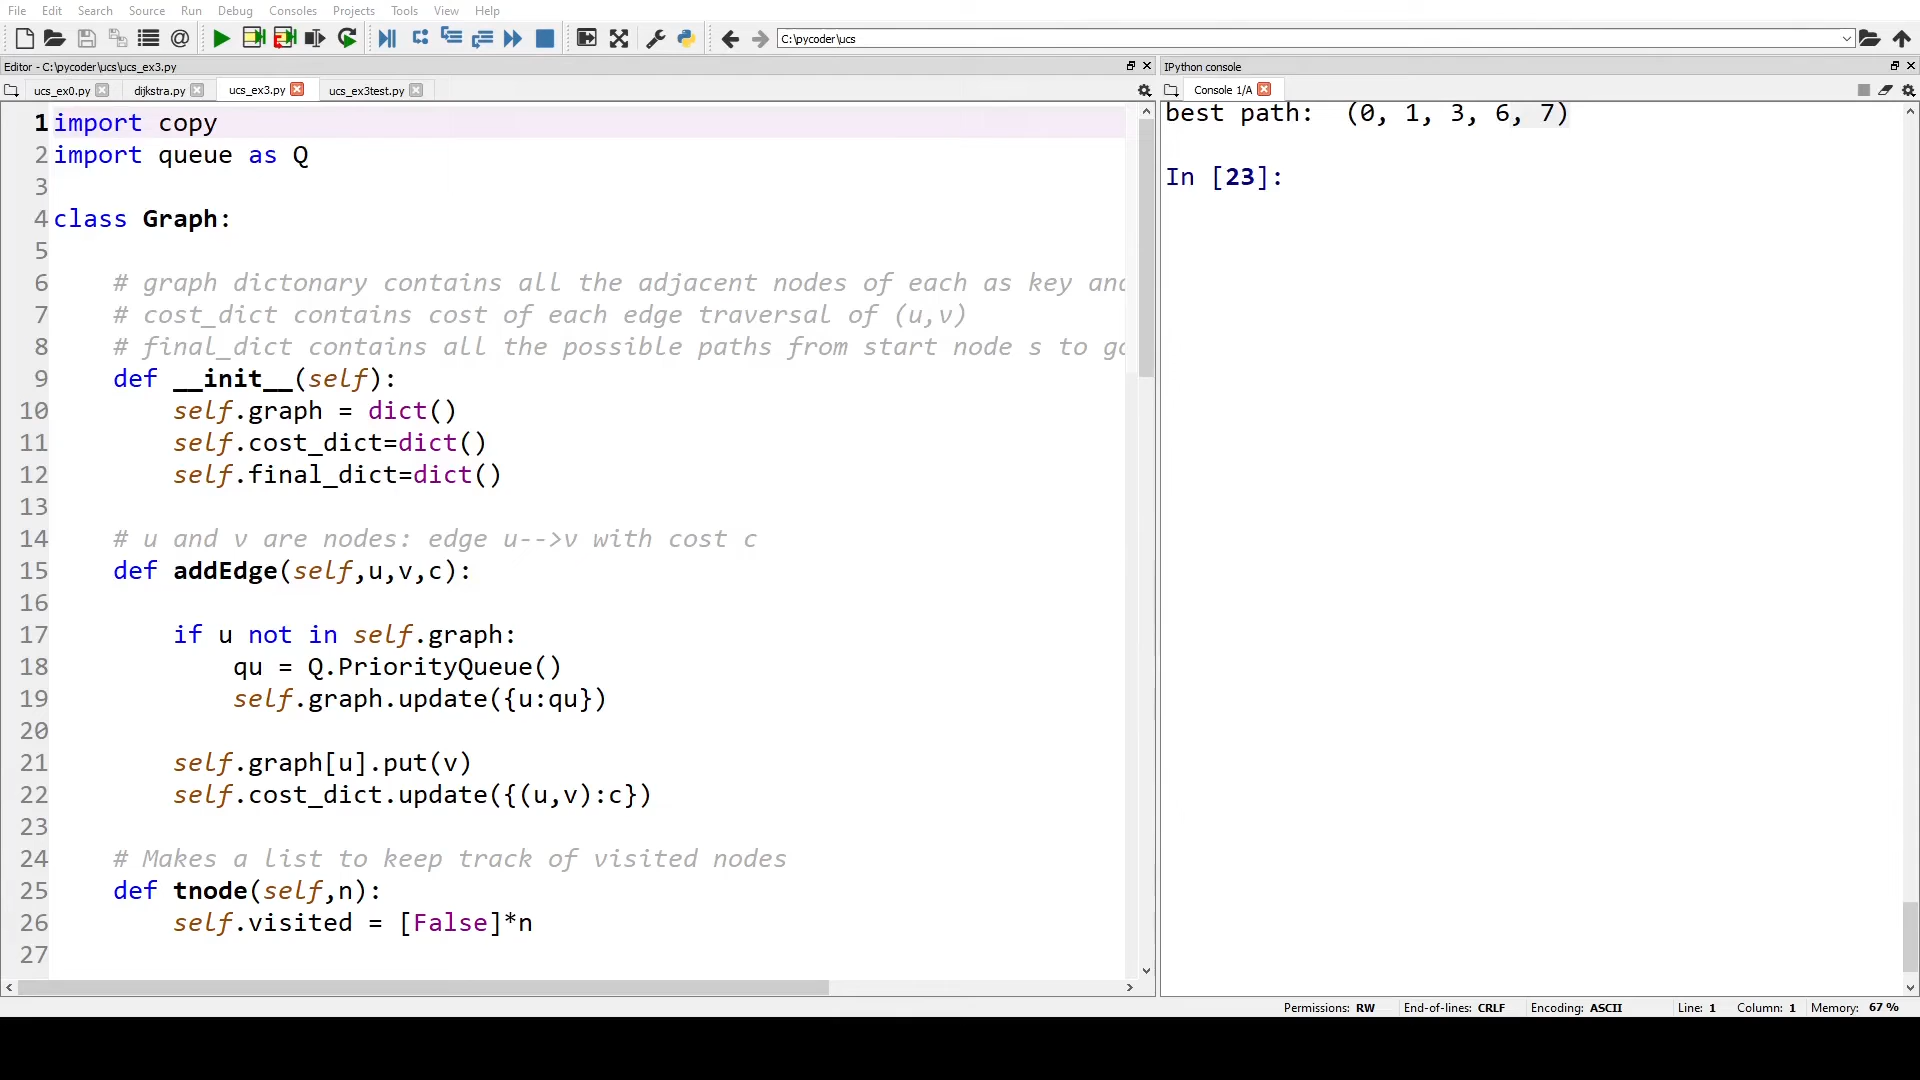 File Edit Search Source Run Debug Consoles Projects Tools View Help
C:\pycoder\ucs
Editor - C:\pycoder\ucs\ucs_ex3.py
IPython console
ucs_ex0.py dijkstra.py ucs_ex3.py ucs_ex3test.py
Console 1/A
1 import copy
2 import queue as Q
3
4 class Graph:
5
6 # graph dictonary contains all the adjacent nodes of each as key and
7 # cost_dict contains cost of each edge traversal of (u,v)
8 # final_dict contains all the possible paths from start node s to go
9 def __init__(self):
10 self.graph = dict()
11 self.cost_dict=dict()
12 self.final_dict=dict()
13
14 # u and v are nodes: edge u-->v with cost c
15 def addEdge(self,u,v,c):
16
17 if u not in self.graph:
18 qu = Q.PriorityQueue()
19 self.graph.update({u:qu})
20
21 self.graph[u].put(v)
22 self.cost_dict.update({(u,v):c})
23
24 # Makes a list to keep track of visited nodes
25 def tnode(self,n):
26 self.visited = [False]*n
27
best path: (0, 1, 3, 6, 7)
In [23]:
Permissions: RW End-of-lines: CRLF Encoding: ASCII Line: 1 Column: 1 Memory: 67 %